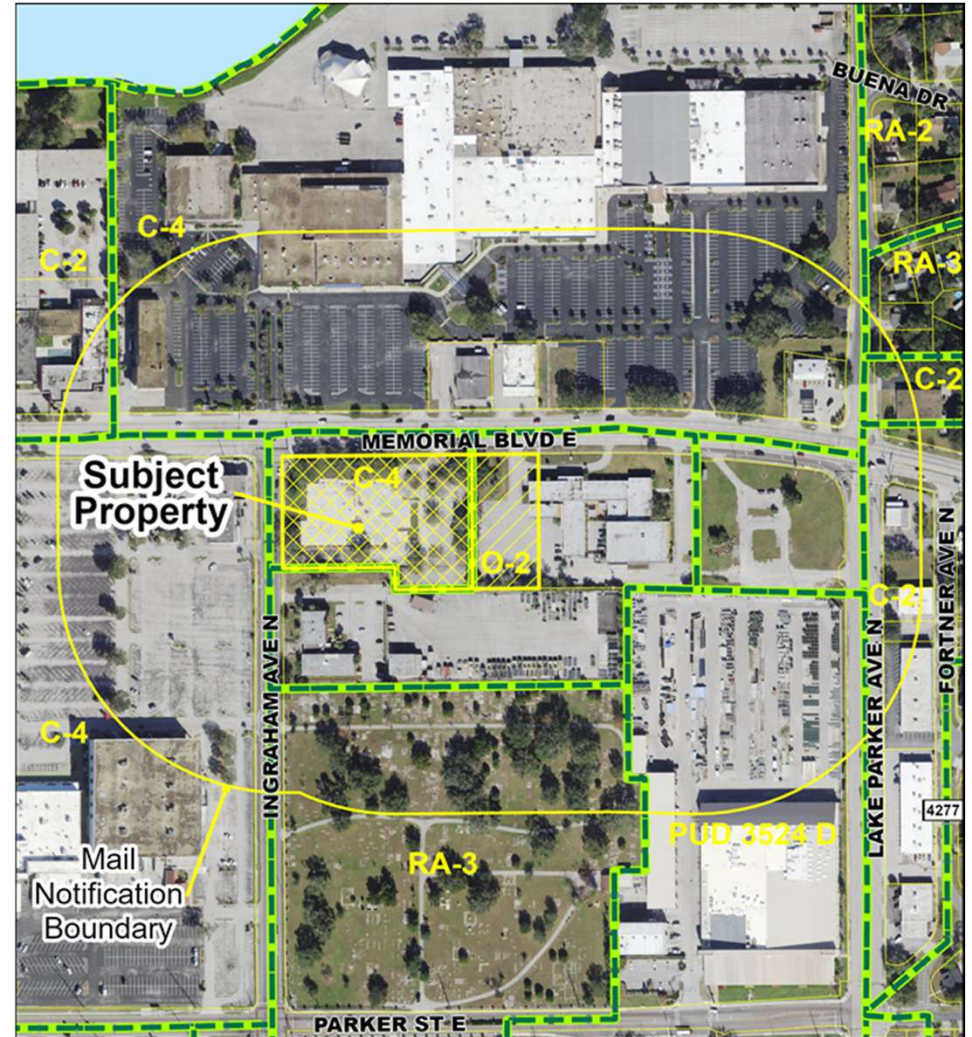 BUENA DR
RA-2
C-4
C-2
RA-3
C-2
MEMORIAL BLVD E
Subject
Property
C-4
O-2
C-2
INGRAHAM AVE N
LAKE PARKER AVE N
FORTNER AVE N
C-4
4277
PUD 3524 D
Mail
Notification
Boundary
RA-3
PARKER ST E